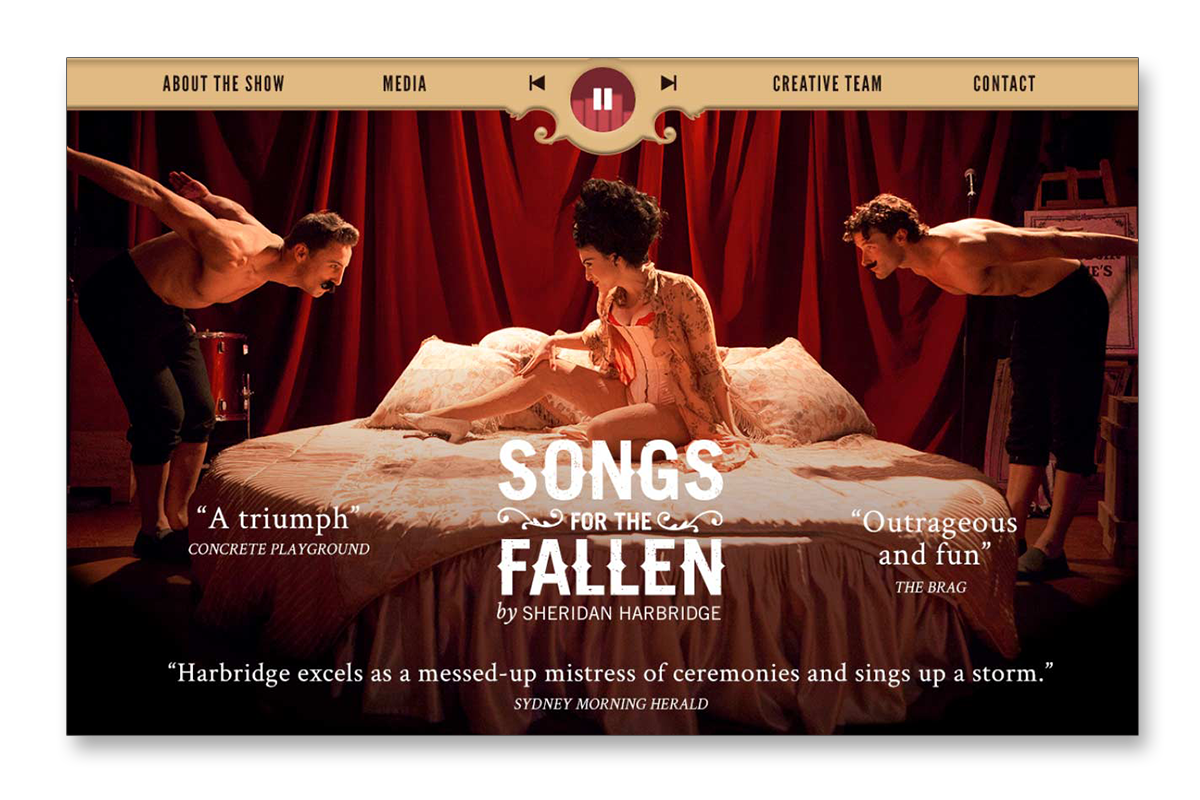 ABOUT THE SHOW
MEDIA
CREATIVE TEAM
CONTACT
SONGS
FOR THE
FALLEN
by SHERIDAN HARBRIDGE
“A triumph”
CONCRETE PLAYGROUND
“Outrageous
and fun”
THE BRAG
“Harbridge excels as a messed-up mistress of ceremonies and sings up a storm.”
SYDNEY MORNING HERALD